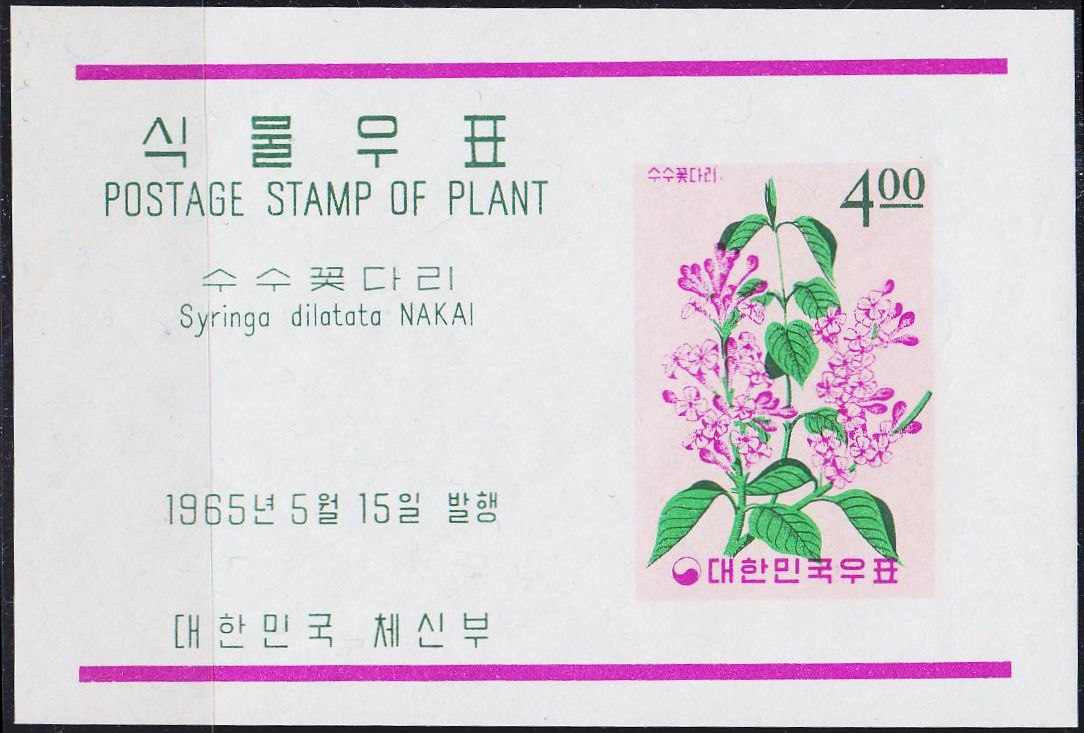 식물우표
POSTAGE STAMP OF PLANT
수수꽃다리
Syringa dilatata NAKAI
1965년 5월 15일 발행
대한민국 체신부
수수꽃다리
4.00
대한민국우표